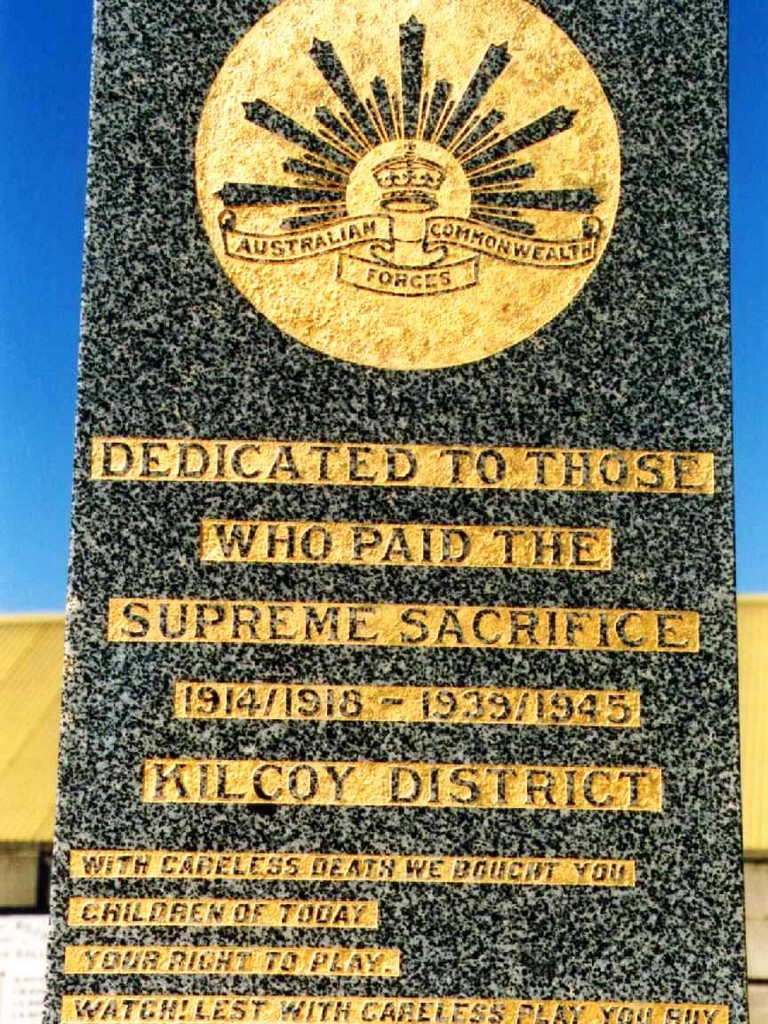 AUSTRALIAN COMMONWEALTH
FORCES
DEDICATED TO THOSE
WHO PAID THE
SUPREME SACRIFICE
1914/1918 - 1939/1945
KILCOY DISTRICT
WITH CARELESS DEATH WE BOUGHT YOU
CHILDREN OF TODAY
YOUR RIGHT TO PLAY.
WATCH! LEST WITH CARELESS PLAY YOU BUY